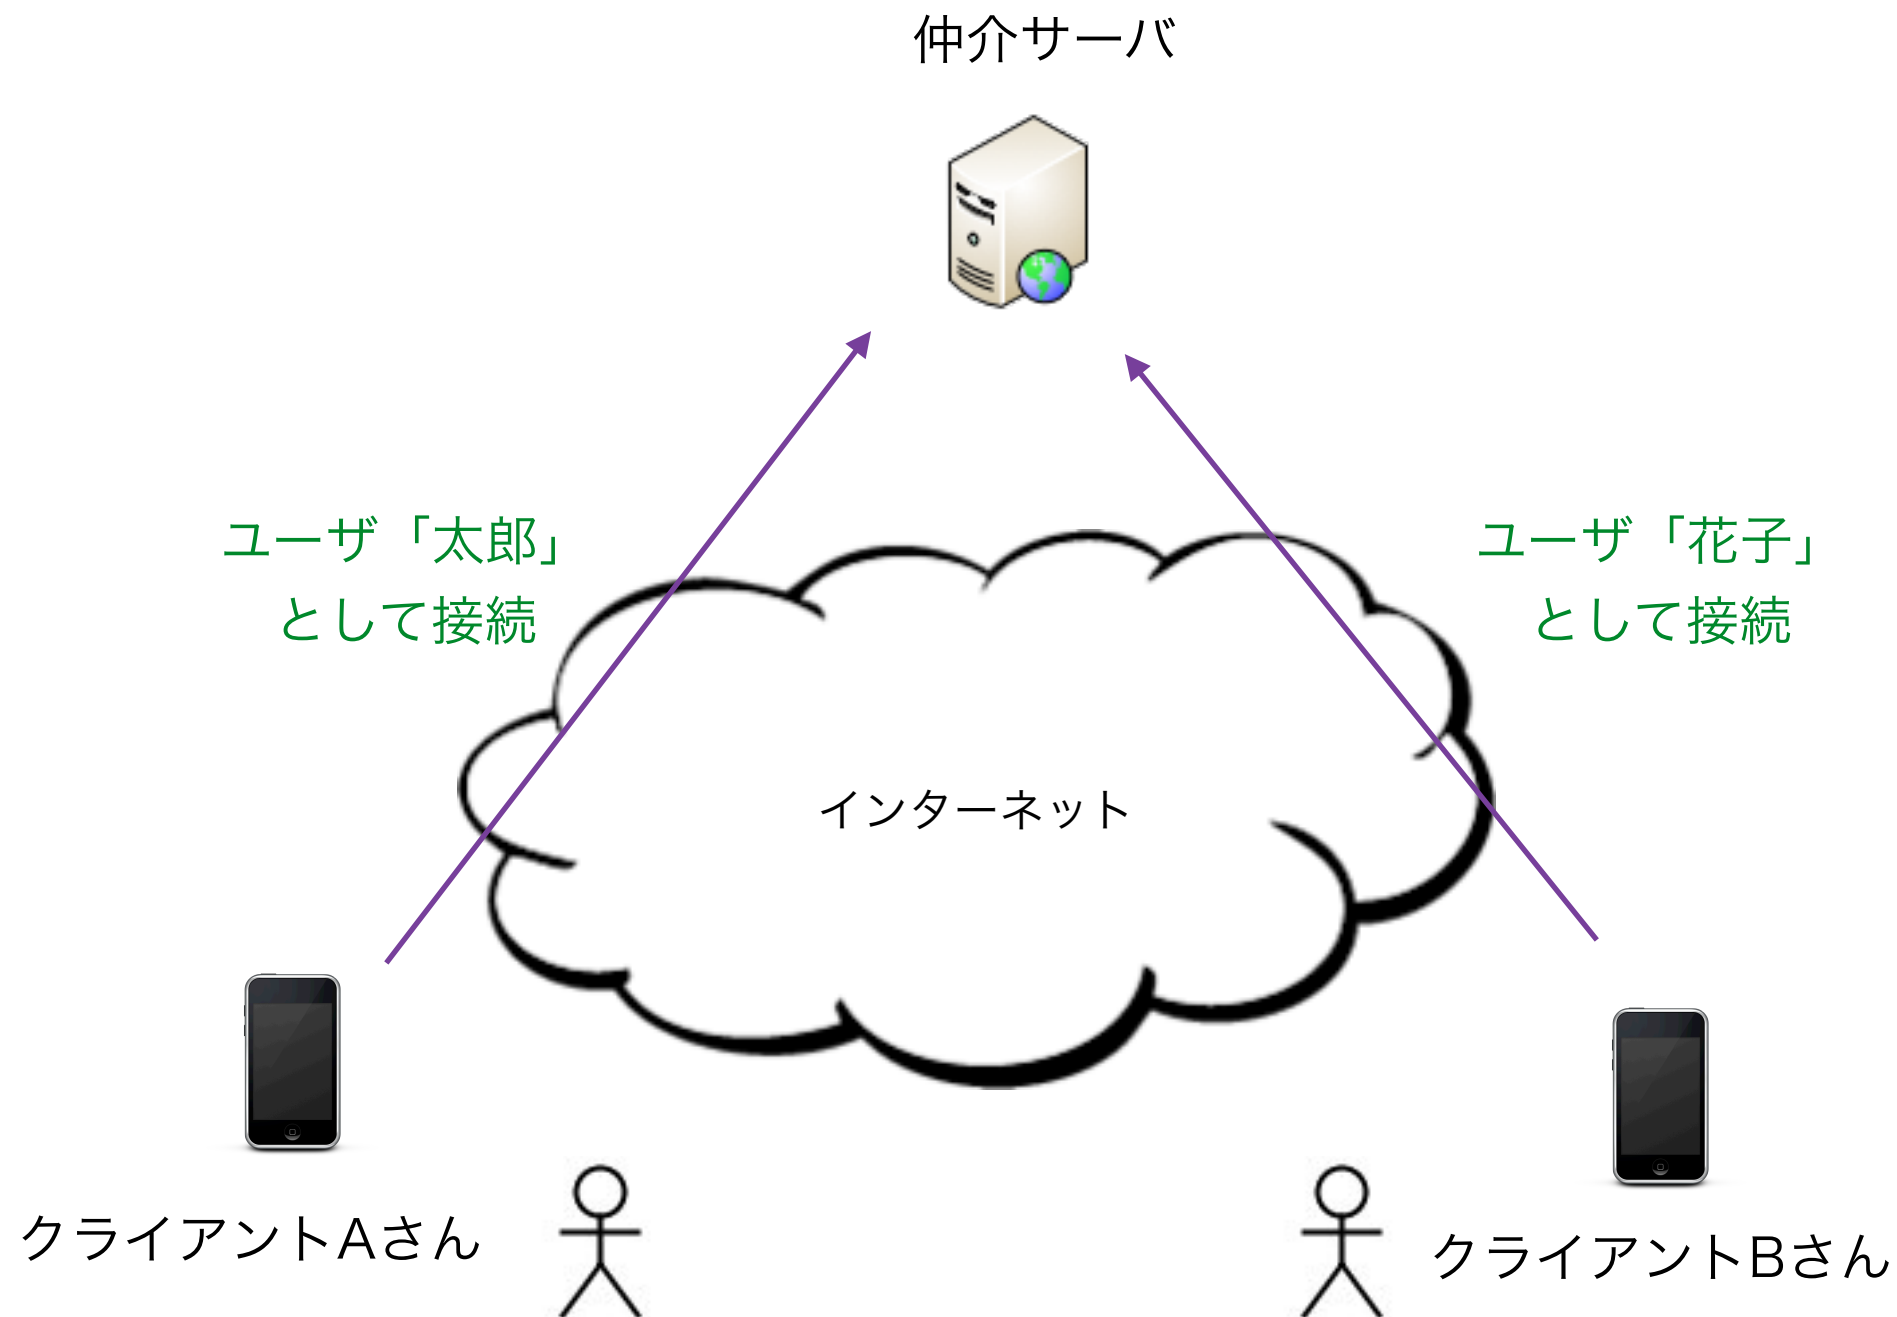 仲介サーバ
ユーザ「太郎」
として接続
ユーザ「花子」
として接続
インターネット
クライアントAさん
クライアントBさん